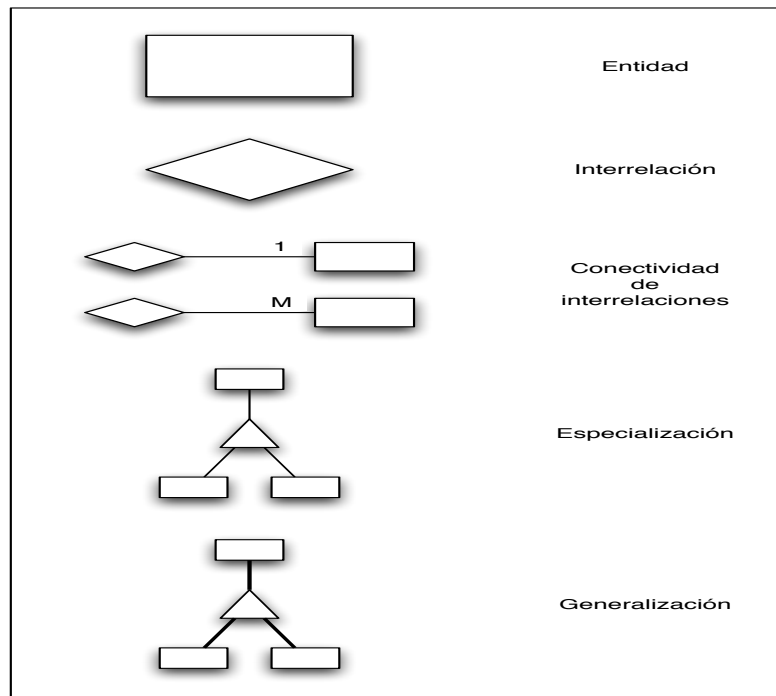 Entidad
Interrelación
1
M
Conectividad
de
interrelaciones
Especialización
Generalización